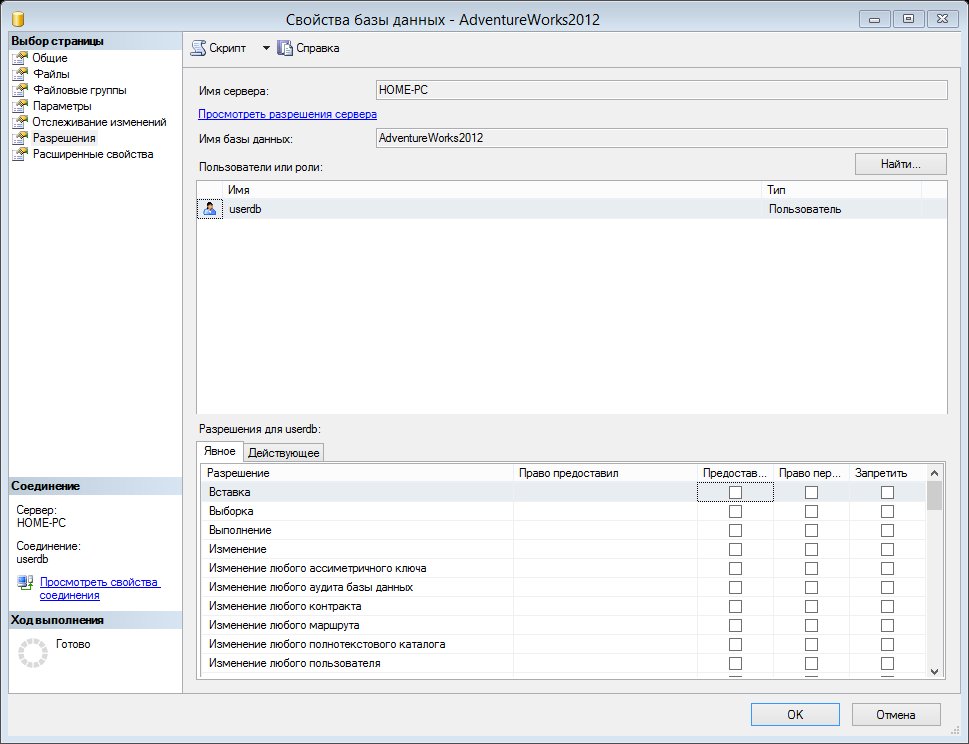 Свойства базы данных - AdventureWorks2012
Выбор страницы
Общие
Файлы
Файловые группы
Параметры
Отслеживание изменений
Разрешения
Расширенные свойства
Скрипт
Справка
Имя сервера:
HOME-PC
Просмотреть разрешения сервера
Имя базы данных:
AdventureWorks2012
Пользователи или роли:
Найти...
Имя Тип
userdb Пользователь
Разрешения для userdb:
Явное Действующее
Разрешение Право предоставил Предостав... Право пер... Запретить
Вставка
Выборка
Выполнение
Изменение
Изменение любого ассиметричного ключа
Изменение любого аудита базы данных
Изменение любого контракта
Изменение любого маршрута
Изменение любого полнотекстового каталога
Изменение любого пользователя
Соединение
Сервер:
HOME-PC
Соединение:
userdb
Просмотреть свойства
соединения
Ход выполнения
Готово
OK
Отмена